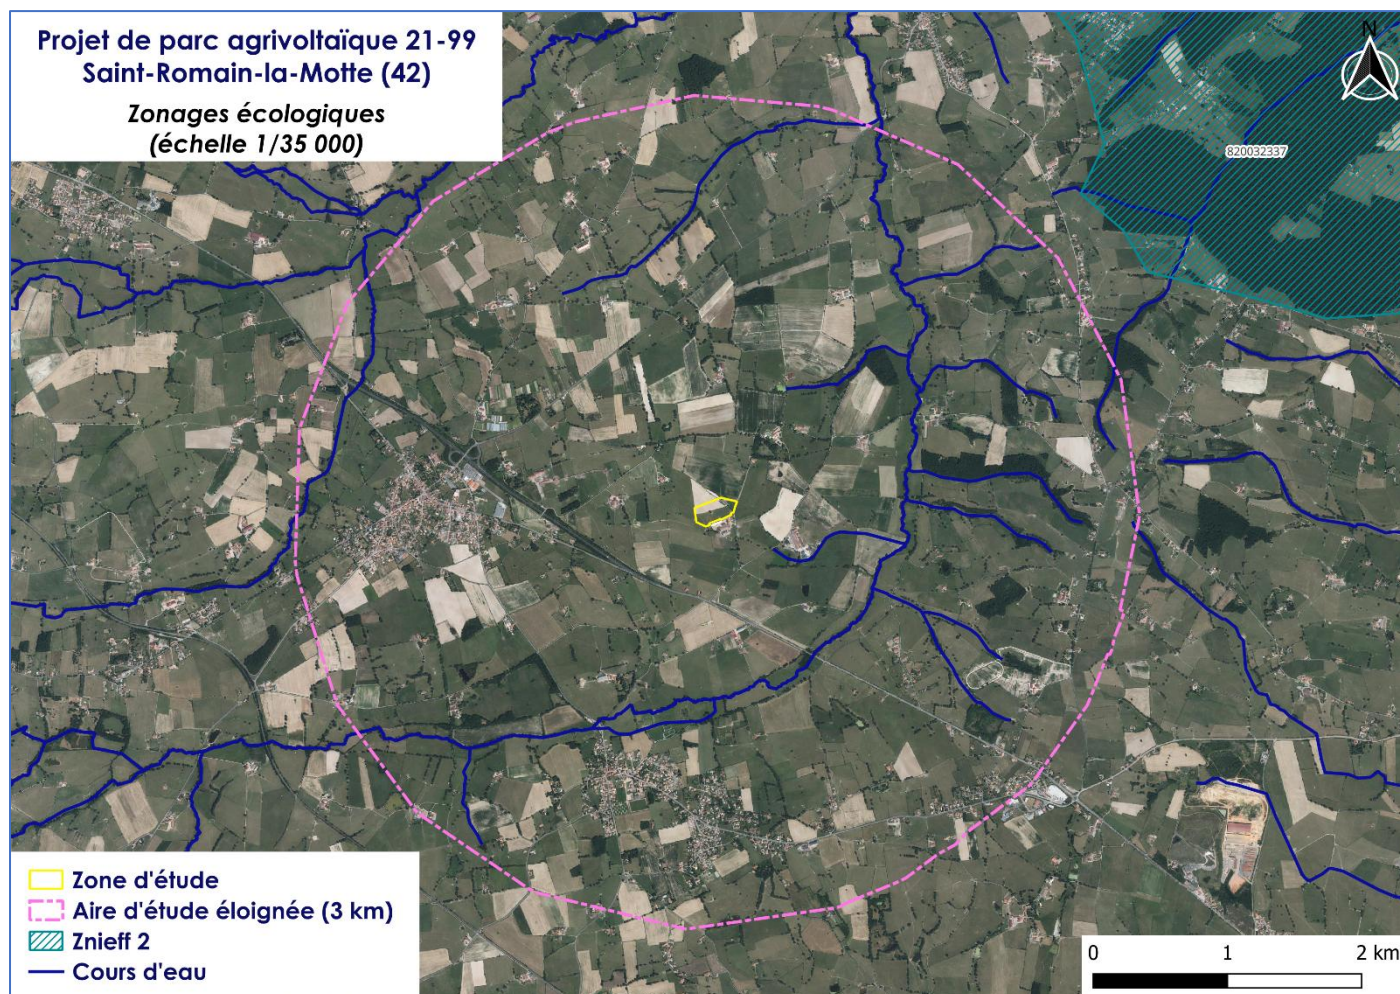 Projet de parc agrivoltaïque 21-99
Saint-Romain-la-Motte (42)
Zonages écologiques
(échelle 1/35 000)
N
820032337
Zone d'étude
Aire d'étude éloignée (3 km)
Znieff 2
Cours d'eau
0 1 2 km